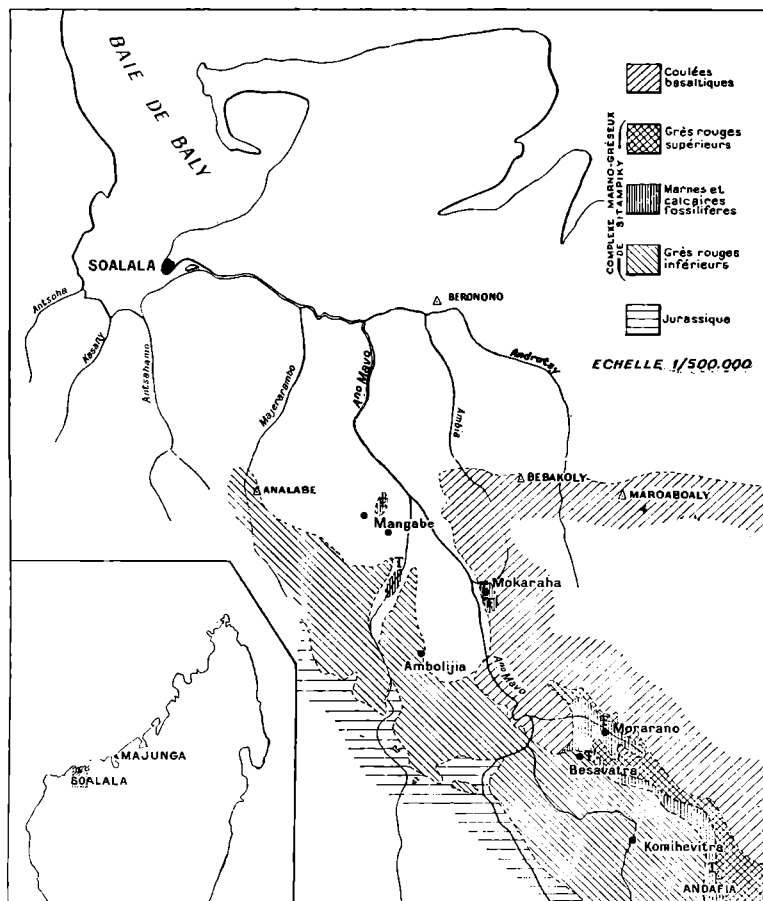 BAIE DE BALY
SOALALA
Antsoha
Kasany
Antsahamo
Majerarambo
Ano Mavo
BERONONO
Ambia
Androtsy
Coulées
basaltiques
Grès rouges
supérieurs
Marnes et
calcaires
fossilifères
Grès rouges
inférieurs
Jurassique
COMPLEXE MARNO-GRÉSEUX
DE SITAMPIKY
ECHELLE 1/500.000
ANALABE
BEBAKOLY
MAROABOALY
Mangabe
T
Mokaraha
Ambolijia
Ano Mavo
Morarano
Besavatra
Komihevitra
T
ANDAFIA
MAJUNGA
SOALALA